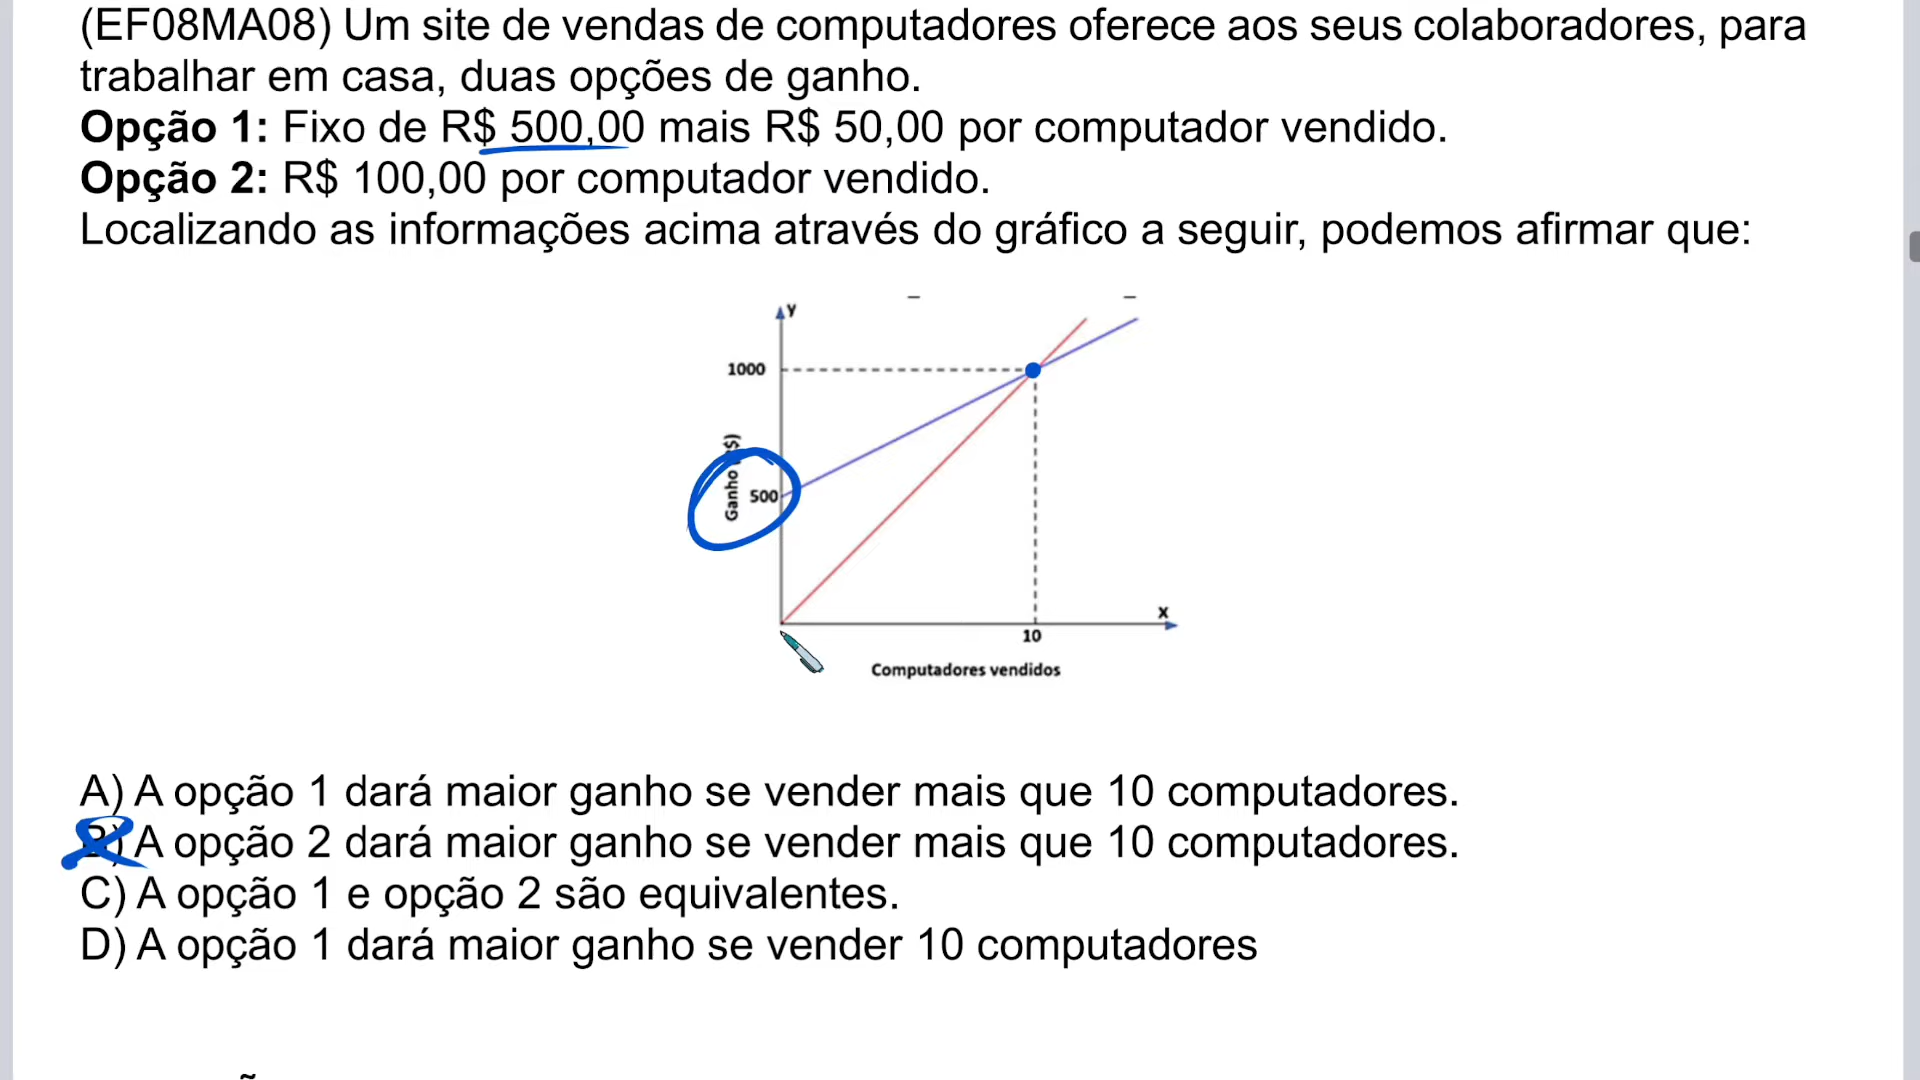 (EF08MA08) Um site de vendas de computadores oferece aos seus colaboradores, para
trabalhar em casa, duas opções de ganho.
Opção 1: Fixo de R$ 500,00 mais R$ 50,00 por computador vendido.
Opção 2: R$ 100,00 por computador vendido.
Localizando as informações acima através do gráfico a seguir, podemos afirmar que:
y
1000
Ganho
500
x
10
Computadores vendidos
A) A opção 1 dará maior ganho se vender mais que 10 computadores.
B) A opção 2 dará maior ganho se vender mais que 10 computadores.
C) A opção 1 e opção 2 são equivalentes.
D) A opção 1 dará maior ganho se vender 10 computadores